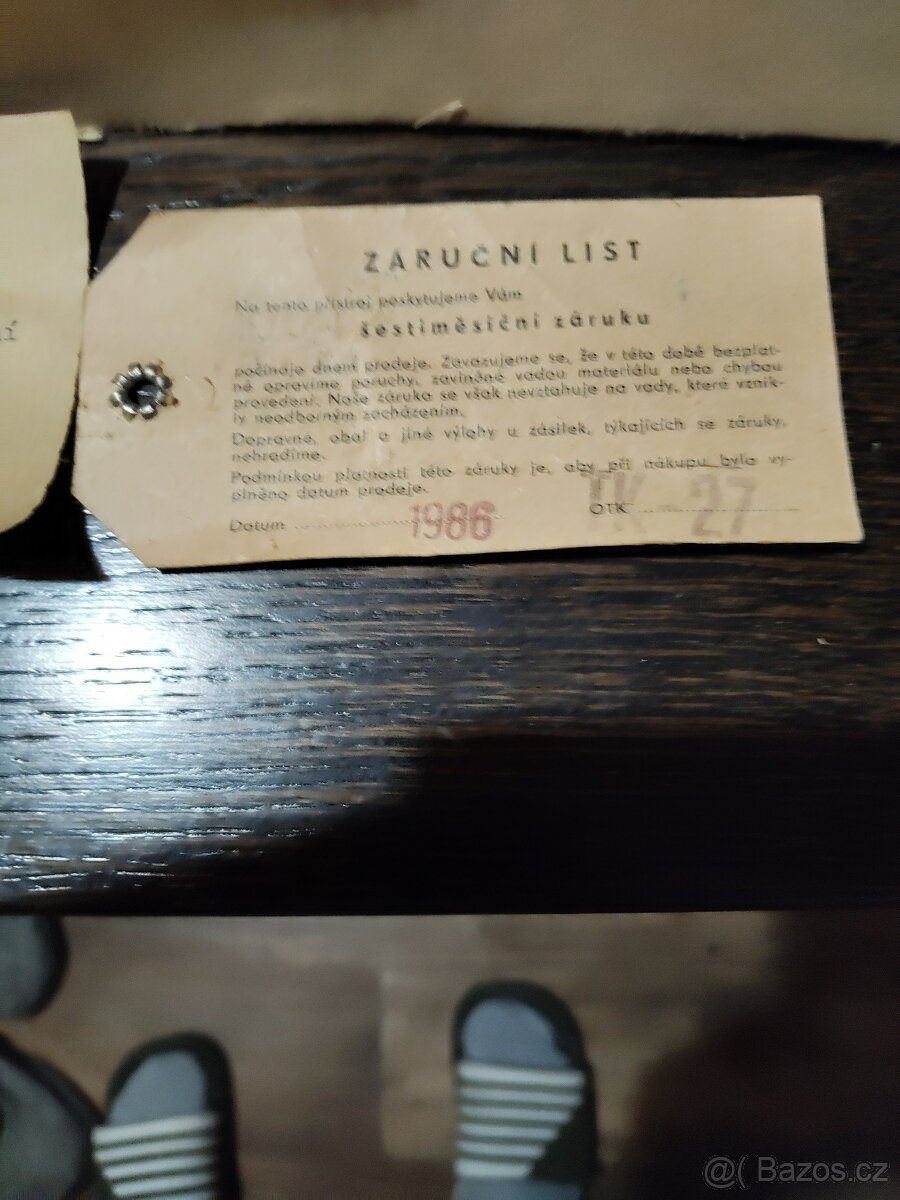 ZÁRUČNÍ LIST
Na tento přístroj poskytujeme Vám
šestiměsíční záruku
počínaje dnem prodeje. Zavazujeme se, že v této době bezplat-
ně opravíme poruchy, zaviněné vadou materiálu nebo chybou
provedení. Naše záruka se však nevztahuje na vady, které vznik-
ly neodborným zacházením.
Dopravné, obal a jiné výlohy u zásilek, týkajících se záruky,
nehradíme.
Podmínkou platnosti této záruky je, aby při nákupu bylo vy-
plněno datum prodeje.
Datum 1986 OTK TK 27
ní
@( Bazos.cz